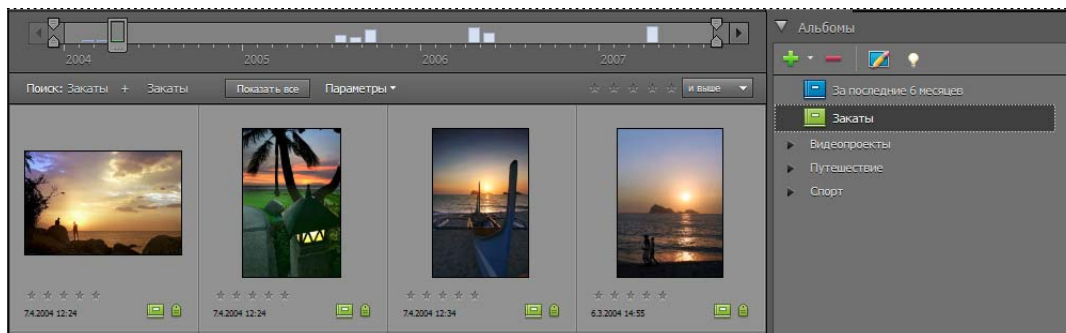 2004 2005 2006 2007
Поиск: Закаты + Закаты Показать все Параметры и выше
7.4.2004 12:24 7.4.2004 12:24 7.4.2004 12:34 6.3.2004 14:55
Альбомы
За последние 6 месяцев
Закаты
Видеопроекты
Путешествие
Спорт